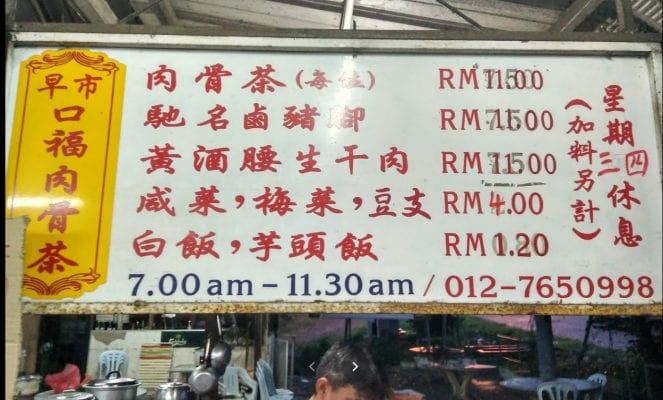 早市
口福肉骨茶
肉骨茶(每位) RM11.00
馳名鹵豬腳 RM11.00
黃酒腰生干肉 RM11.00
咸菜，梅菜，豆支 RM4.00
白飯，芋頭飯 RM1.20
(加料另計)
星期三四休息
7.00am - 11.30am / 012-7650998